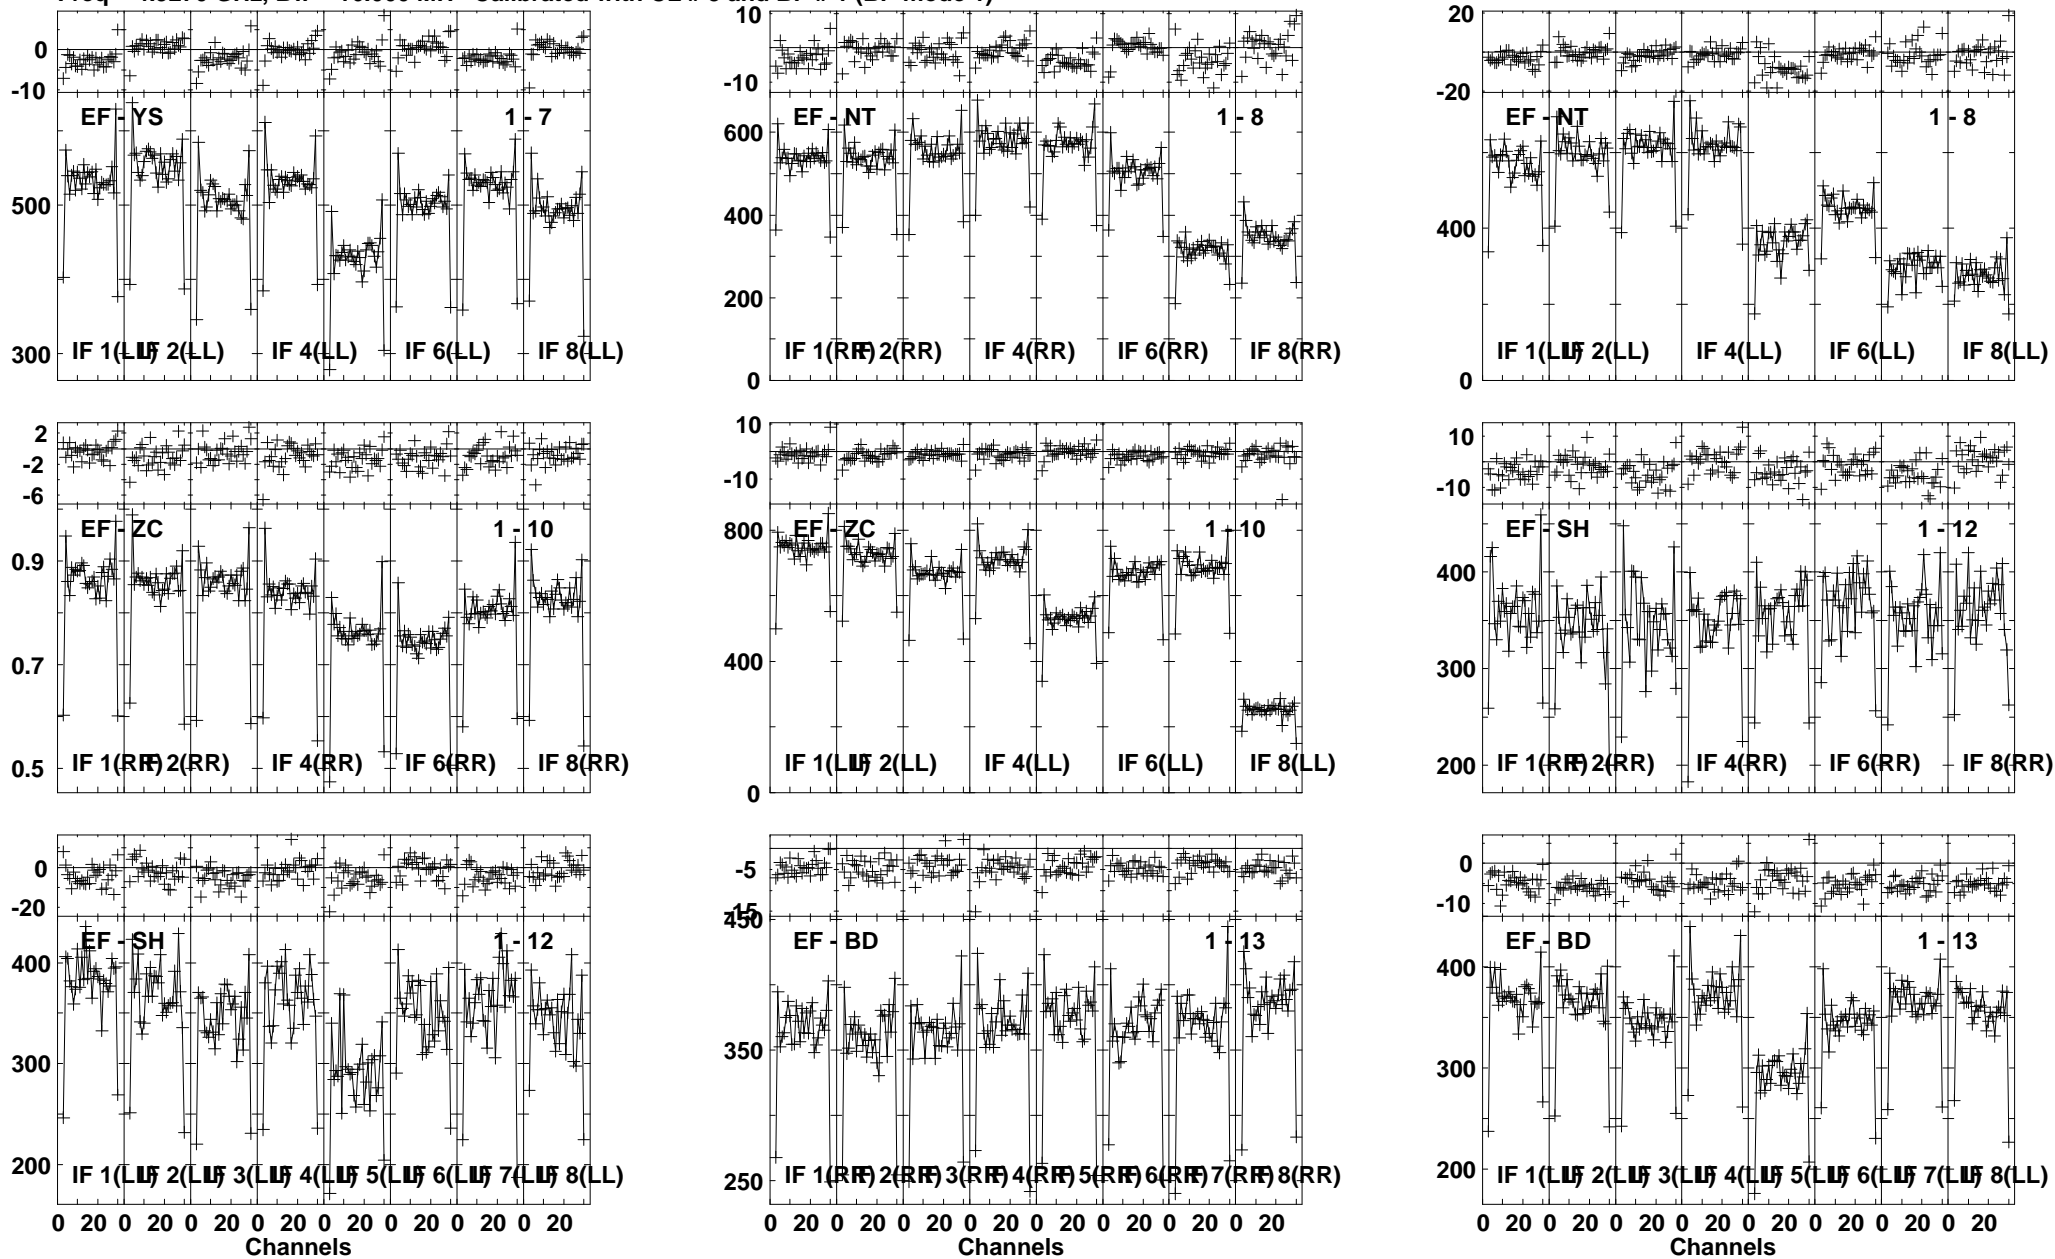 0
-10
EF - YS 1 - 7
500
300
IF 1(LL) IF 2(LL) IF 4(LL) IF 6(LL) IF 8(LL)
10
-10
600
EF - NT 1 - 8
400
200
0
IF 1(RR) IF 2(RR) IF 4(RR) IF 6(RR) IF 8(RR)
20
-20
EF - NT 1 - 8
400
0
IF 1(LL) IF 2(LL) IF 4(LL) IF 6(LL) IF 8(LL)
2
-2
-6
EF - ZC 1 - 10
0.9
0.7
0.5
IF 1(RR) IF 2(RR) IF 4(RR) IF 6(RR) IF 8(RR)
10
-10
800
EF - ZC 1 - 10
400
0
IF 1(LL) IF 2(LL) IF 4(LL) IF 6(LL) IF 8(LL)
10
-10
EF - SH 1 - 12
400
300
200
IF 1(RR) IF 2(RR) IF 4(RR) IF 6(RR) IF 8(RR)
0
-20
EF - SH 1 - 12
400
300
200
IF 1(LL) IF 2(LL) IF 3(LL) IF 4(LL) IF 5(LL) IF 6(LL) IF 7(LL) IF 8(LL)
0 20 0 20 0 20 0 20 0 20 0 20 0 20 0 20
Channels
-5
-15
450
EF - BD 1 - 13
350
250
IF 1(RR) IF 2(RR) IF 3(RR) IF 4(RR) IF 5(RR) IF 6(RR) IF 7(RR) IF 8(RR)
0 20 0 20 0 20 0 20 0 20 0 20 0 20 0 20
Channels
0
-10
EF - BD 1 - 13
400
300
200
IF 1(LL) IF 2(LL) IF 3(LL) IF 4(LL) IF 5(LL) IF 6(LL) IF 7(LL) IF 8(LL)
0 20 0 20 0 20 0 20 0 20 0 20 0 20 0 20
Channels